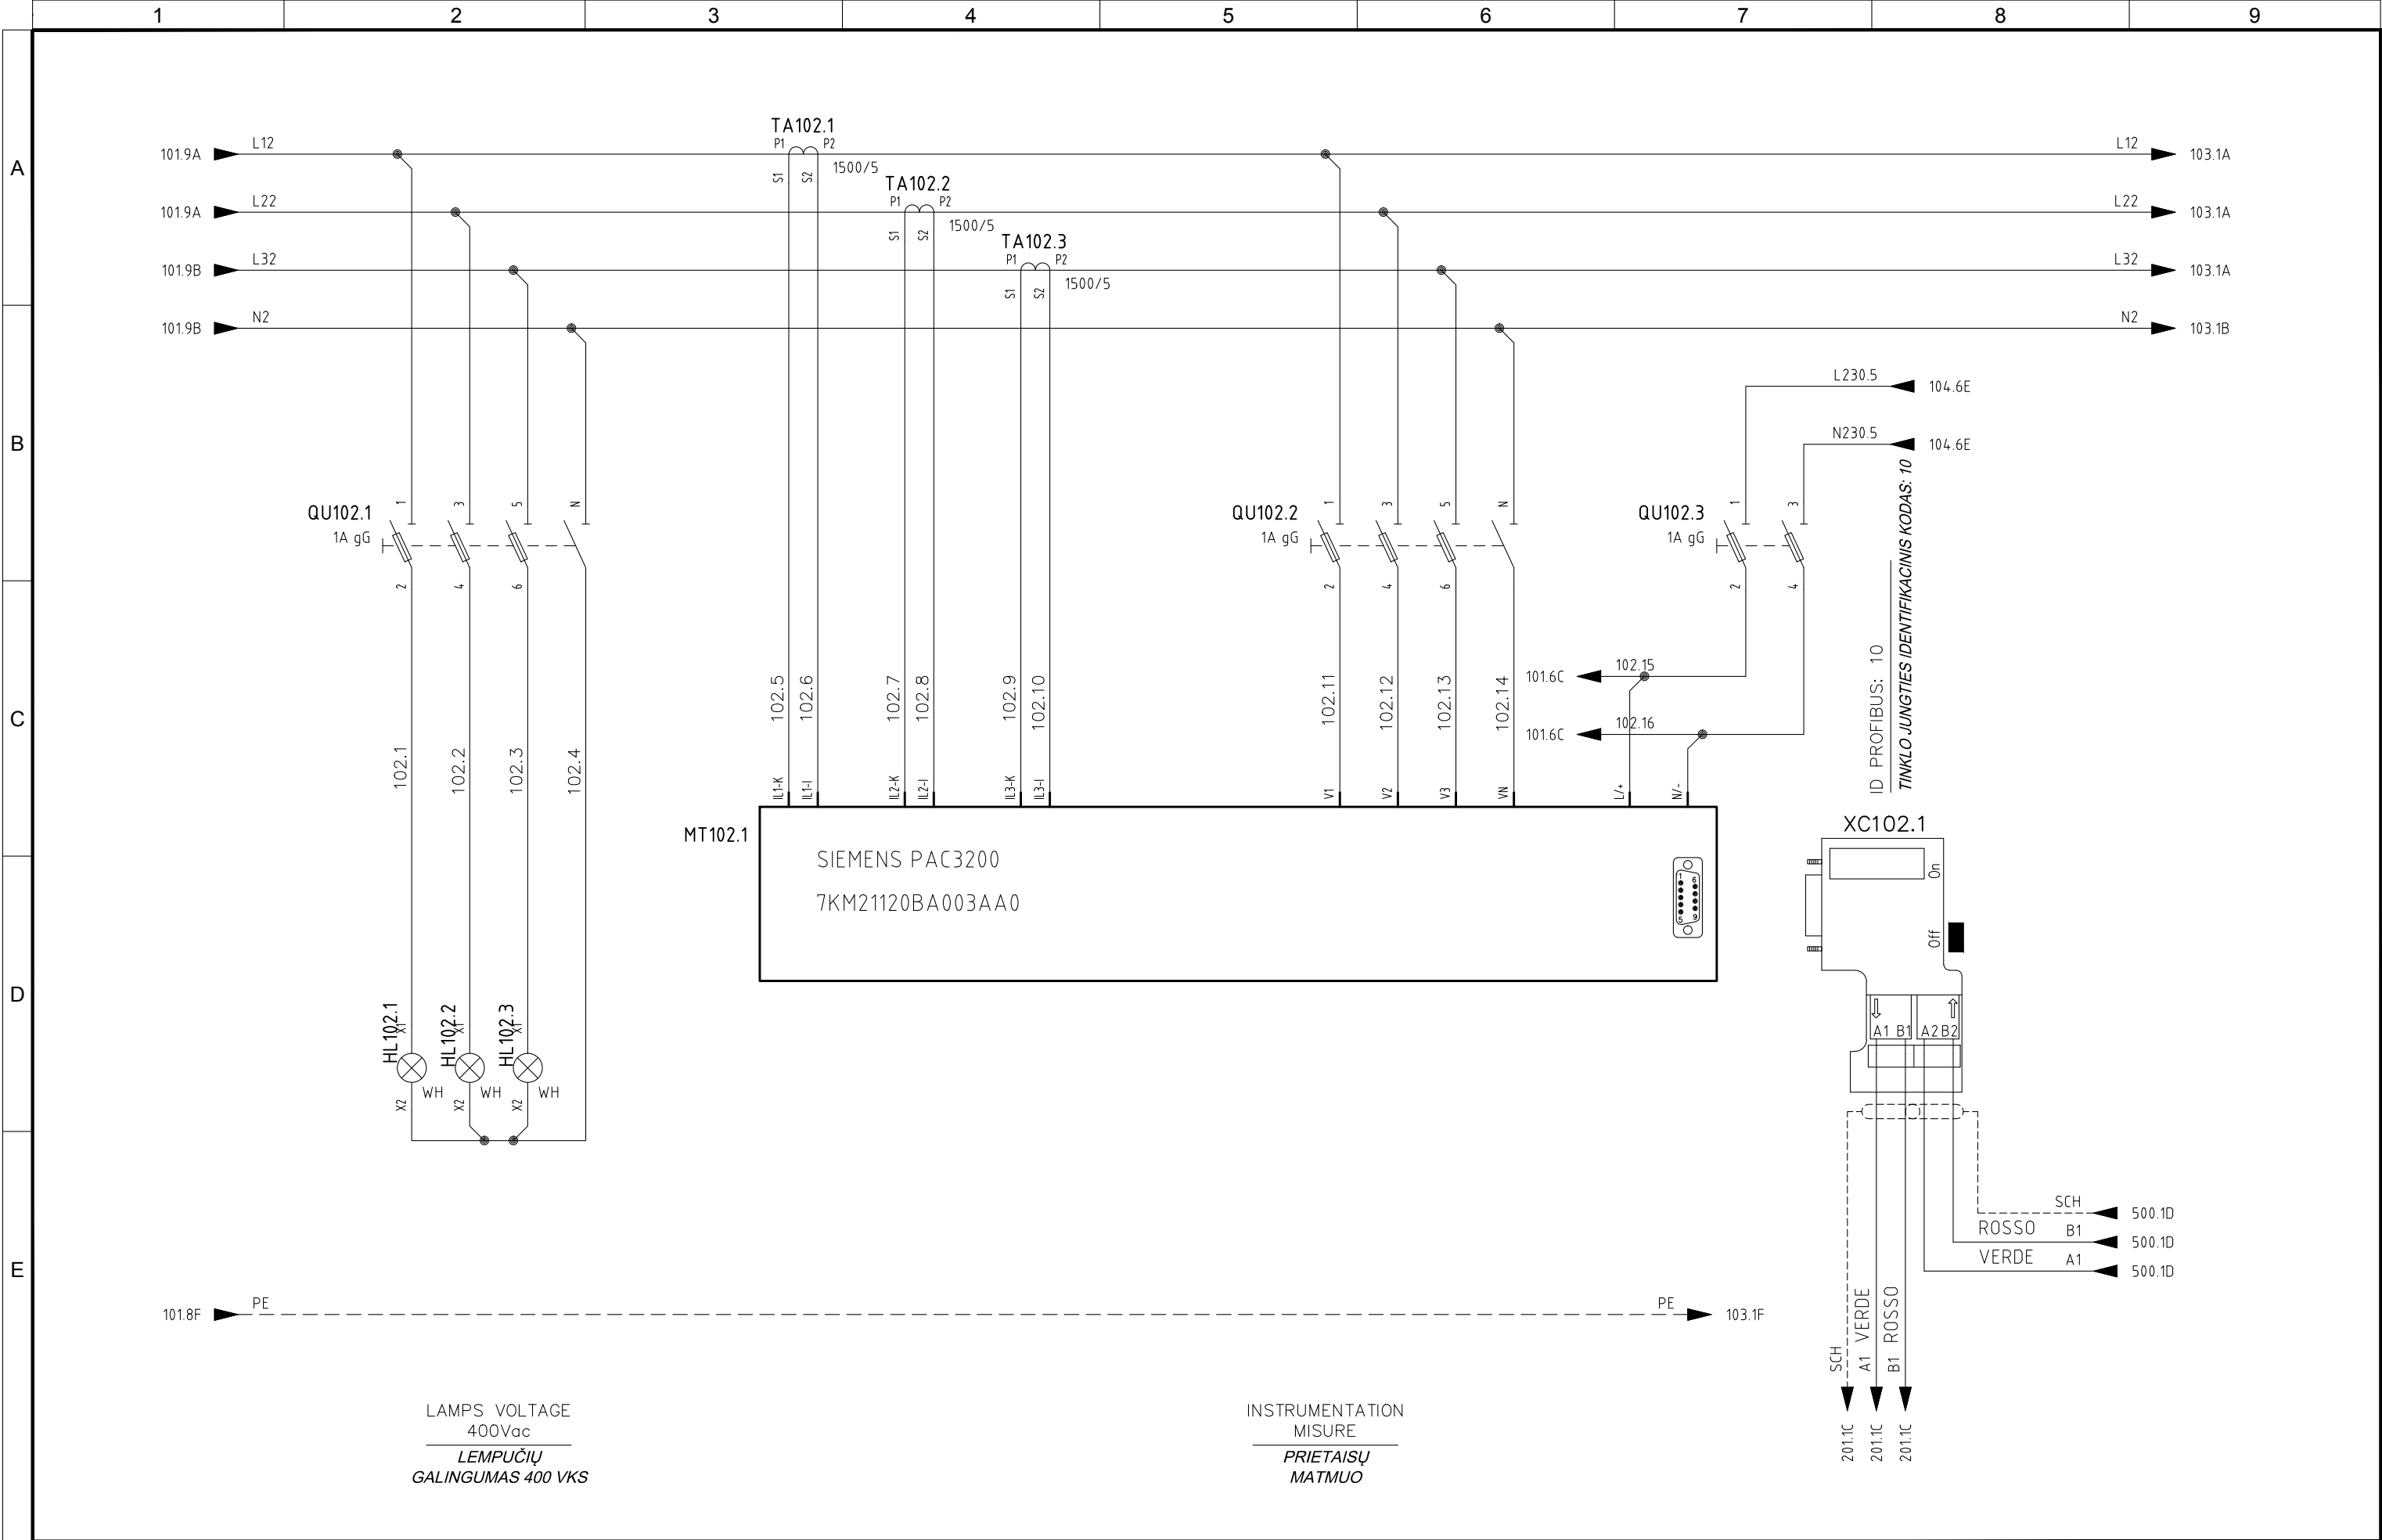 1 2 3 4 5 6 7 8 9
A
B
C
D
E
101.9A L12
101.9A L22
101.9B L32
101.9B N2
TA102.1
P1 P2
S1 S2
1500/5
TA102.2
P1 P2
S1 S2
1500/5
TA102.3
P1 P2
S1 S2
1500/5
L12 103.1A
L22 103.1A
L32 103.1A
N2 103.1B
L230.5 104.6E
N230.5 104.6E
QU102.1
1A gG
1 3 5 N
2 4 6
QU102.2
1A gG
1 3 5 N
2 4 6
QU102.3
1A gG
1 3
2 4
102.1
102.2
102.3
102.4
102.5
102.6
102.7
102.8
102.9
102.10
102.11
102.12
102.13
102.14
101.6C 102.15
101.6C 102.16
ID PROFIBUS: 10
TINKLO JUNGTIES IDENTIFIKACINIS KODAS: 10
IL1-K IL1-I IL2-K IL2-I IL3-K IL3-I V1 V2 V3 VN L/+ N/-
MT102.1
SIEMENS PAC3200
7KM21120BA003AA0
1 6
5 9
XC102.1
On
Off
A1 B1 A2 B2
HL102.1
X1
WH
X2
HL102.2
X1
WH
X2
HL102.3
X1
WH
X2
SCH 500.1D
ROSSO B1 500.1D
VERDE A1 500.1D
101.8F PE
PE 103.1F
SCH 201.1C
A1 VERDE 201.1C
B1 ROSSO 201.1C
LAMPS VOLTAGE
400Vac
LEMPUČIŲ
GALINGUMAS 400 VKS
INSTRUMENTATION
MISURE
PRIETAISŲ
MATMUO